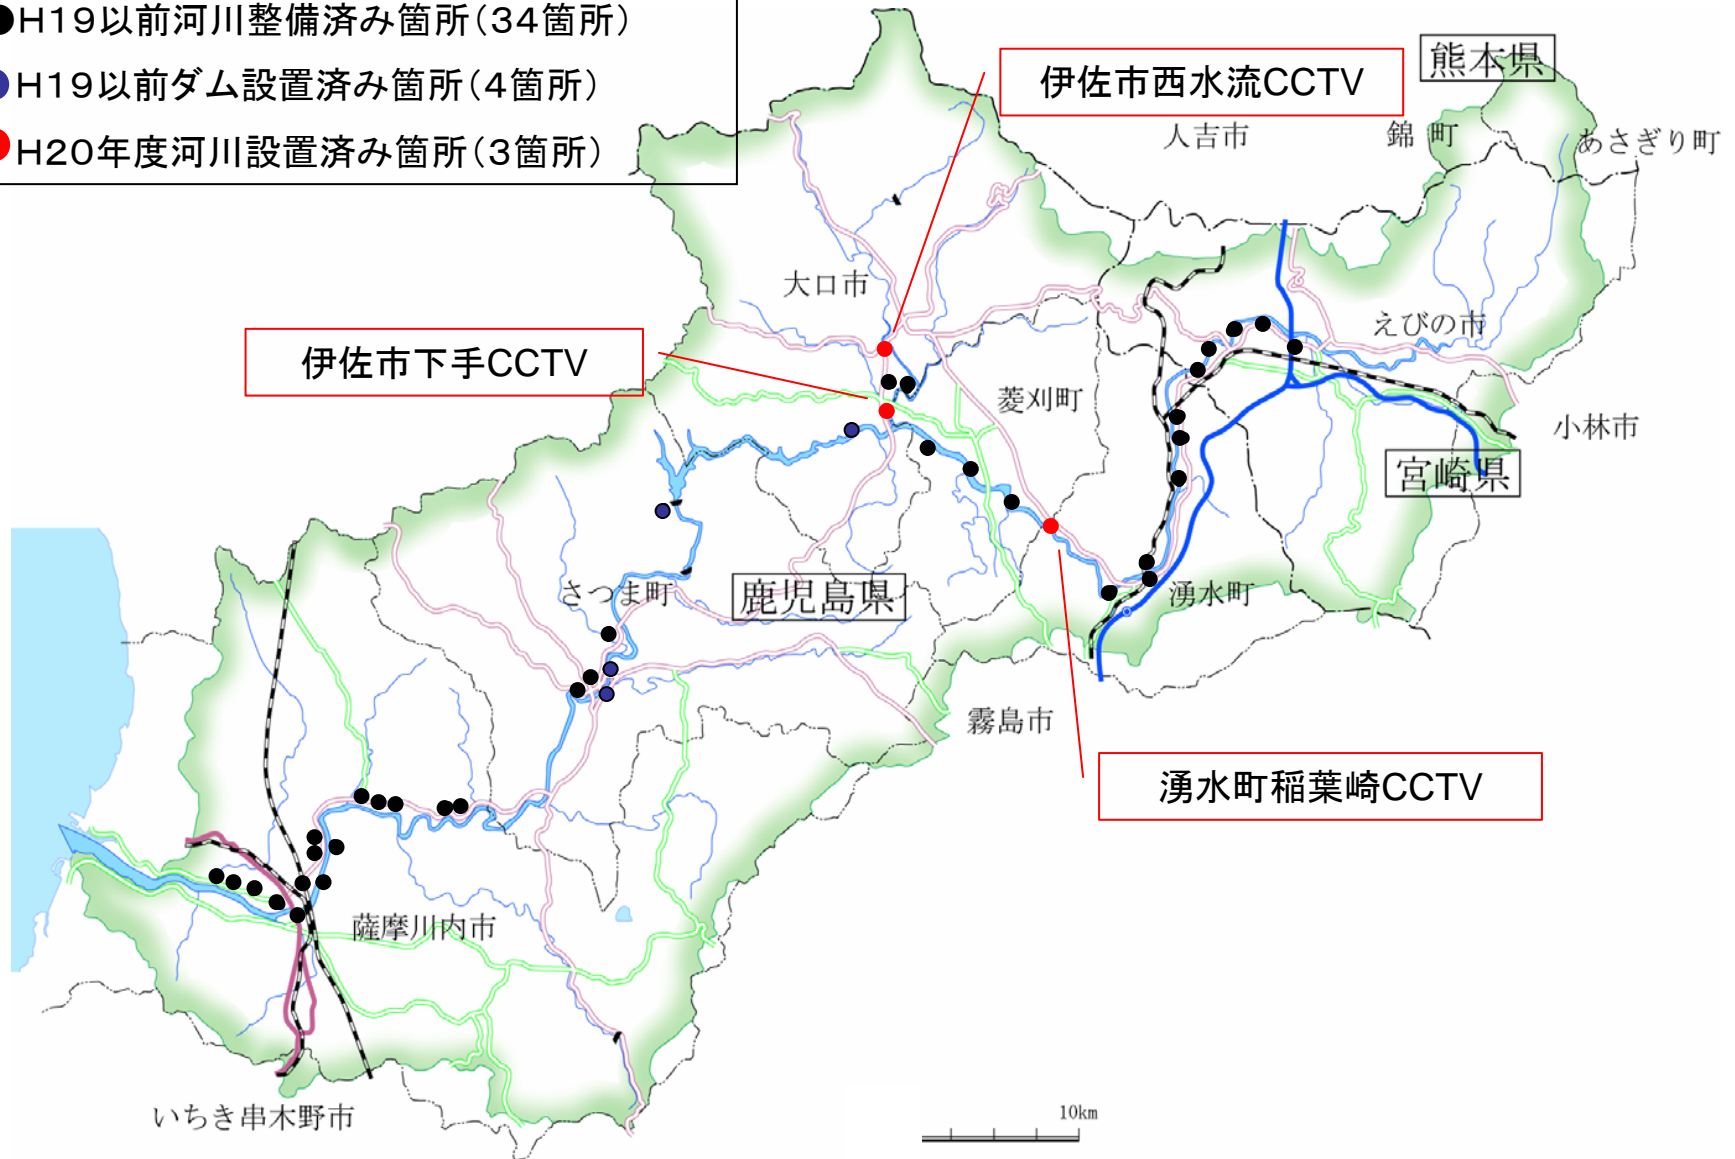 ●H19以前河川整備済み箇所(34箇所)
●H19以前ダム設置済み箇所(4箇所)
●H20年度河川設置済み箇所(3箇所)
熊本県
伊佐市西水流CCTV
人吉市
錦 町
あさぎり町
大口市
えびの市
伊佐市下手CCTV
菱刈町
小林市
宮崎県
さつま町
鹿児島県
湧水町
霧島市
湧水町稲葉崎CCTV
薩摩川内市
いちき串木野市
10km